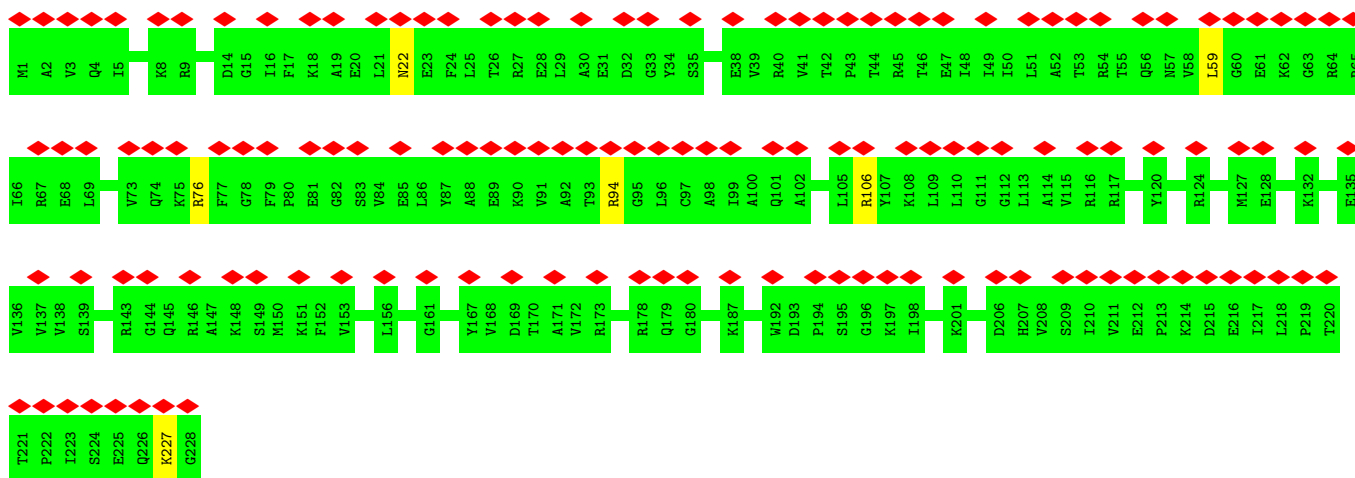 M1 A2 V3 Q4 I5 K8 R9 D14 G15 I16 F17 K18 A19 E20 L21 N22 E23 F24 L25 T26 R27 E28 L29 A30 E31 D32 G33 Y34 S35 E38 V39 R40 V41 T42 P43 T44 R45 T46 E47 I48 I49 I50 L51 A52 T53 R54 T55 Q56 N57 V58 L59 G60 E61 K62 G63 R64 R65
I66 R67 E68 L69 V73 Q74 K75 R76 F77 G78 F79 P80 E81 G82 S83 V84 E85 L86 Y87 A88 E89 K90 V91 A92 T93 R94 G95 L96 C97 A98 I99 A100 Q101 A102 L105 R106 Y107 K108 L109 L110 G111 G112 L113 A114 V115 R116 R117 Y120 R124 M127 E128 K132 E135
V136 V137 V138 S139 R143 G144 Q145 R146 A147 K148 S149 M150 K151 F152 V153 L156 G161 Y167 V168 D169 T170 A171 V172 R173 R178 Q179 G180 K187 W192 D193 P194 S195 G196 K197 I198 K201 D206 H207 V208 S209 I210 V211 E212 P213 K214 D215 E216 I217 L218 P219 T220
T221 P222 I223 S224 E225 Q226 K227 G228